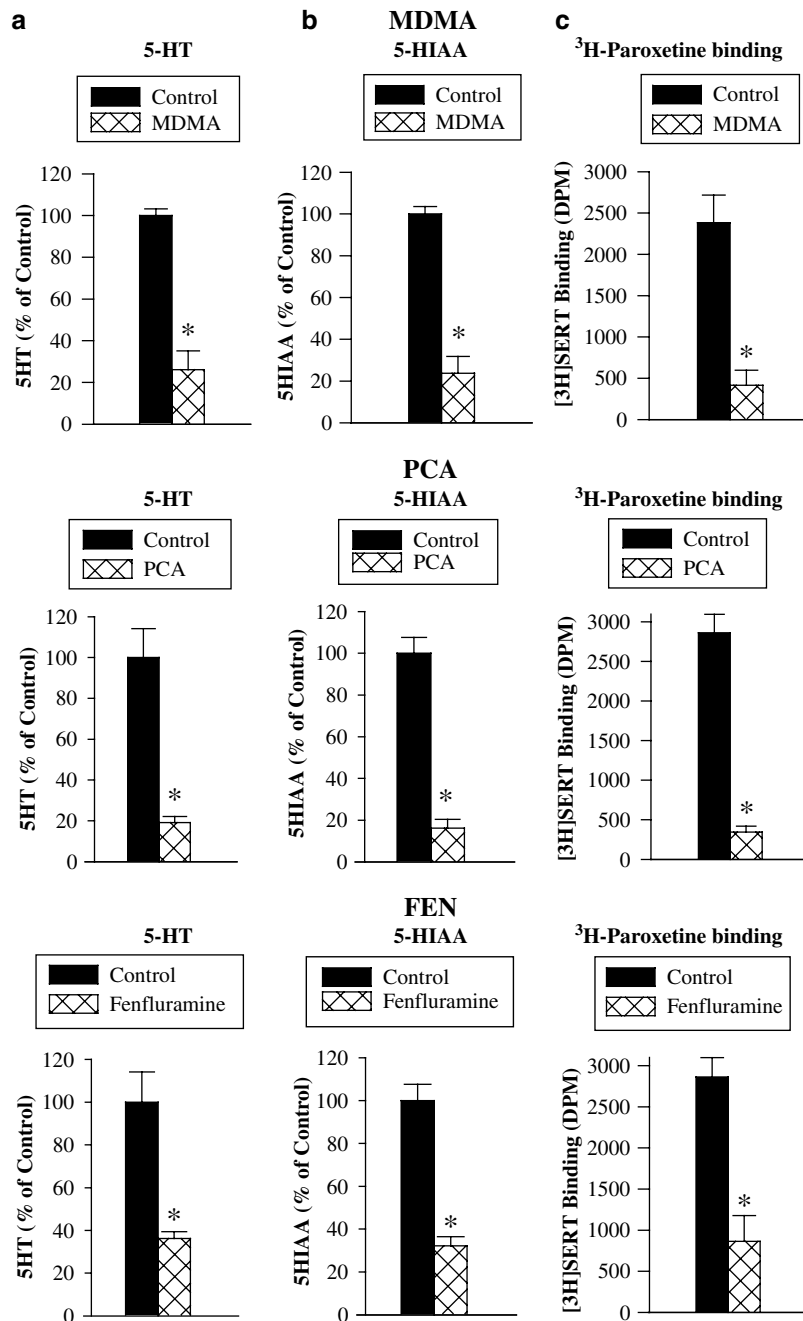 a
b
MDMA
c
5-HT
5-HIAA
³H-Paroxetine binding
Control
MDMA
Control
MDMA
Control
MDMA
5HT (% of Control)
120
100
80
60
40
20
0
*
5HIAA (% of Control)
120
100
80
60
40
20
0
*
[3H]SERT Binding (DPM)
3000
2500
2000
1500
1000
500
0
*
PCA
5-HT
5-HIAA
³H-Paroxetine binding
Control
PCA
Control
PCA
Control
PCA
5HT (% of Control)
120
100
80
60
40
20
0
*
5HIAA (% of Control)
120
100
80
60
40
20
0
*
[3H]SERT Binding (DPM)
3000
2500
2000
1500
1000
500
0
*
FEN
5-HT
5-HIAA
³H-Paroxetine binding
Control
Fenfluramine
Control
Fenfluramine
Control
Fenfluramine
5HT (% of Control)
120
100
80
60
40
20
0
*
5HIAA (% of Control)
120
100
80
60
40
20
0
*
[3H]SERT Binding (DPM)
3000
2500
2000
1500
1000
500
0
*